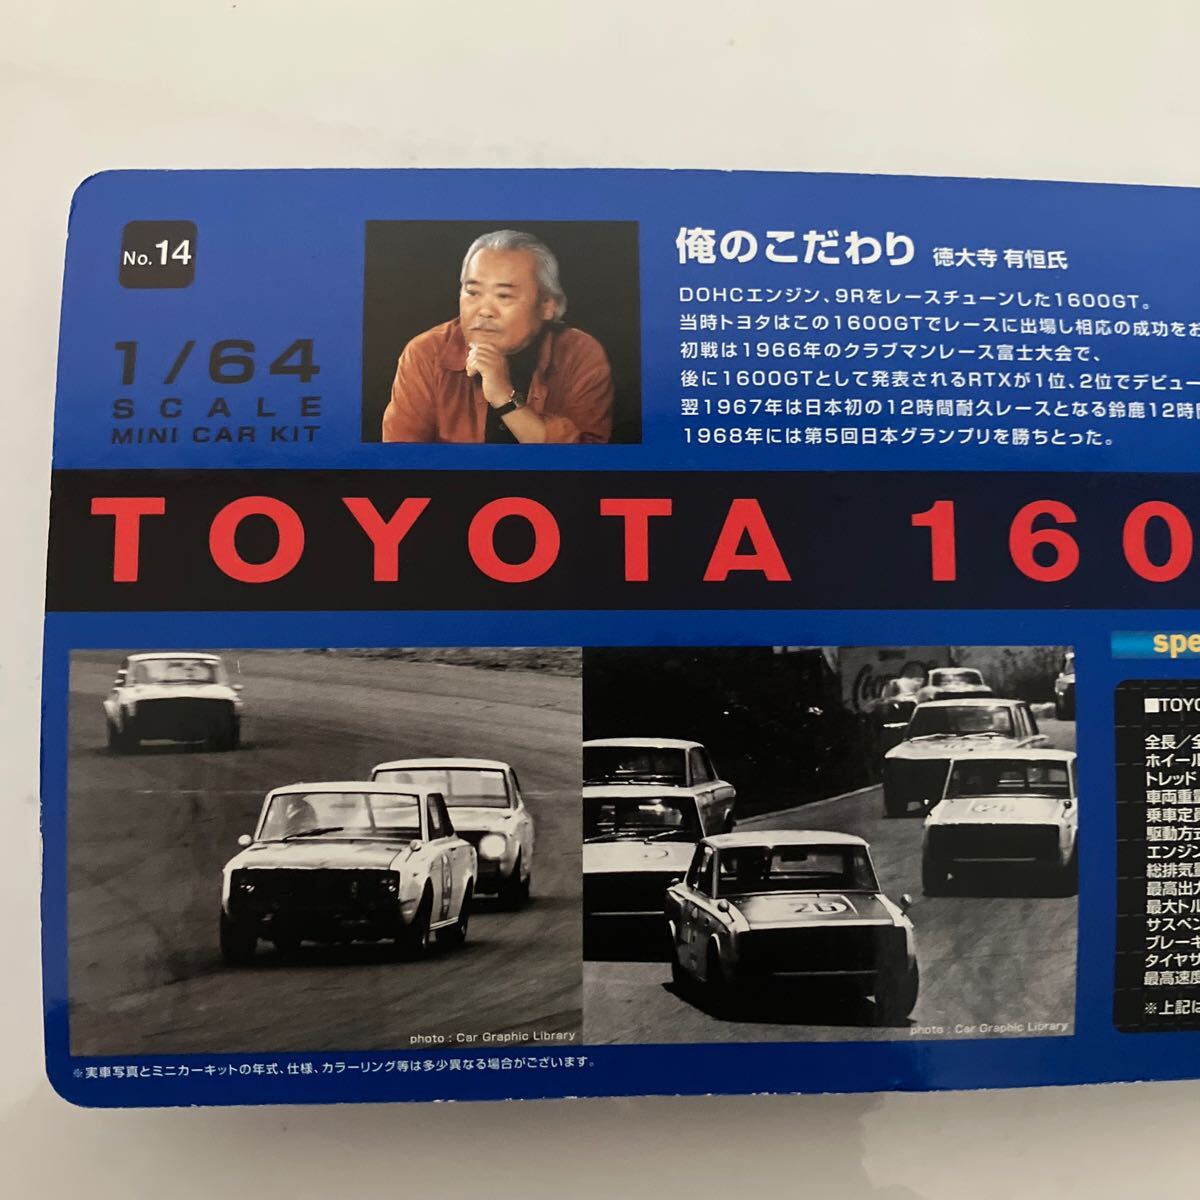 No.14
1/64
SCALE
MINI CAR KIT
俺のこだわり 徳大寺 有恒氏
DOHCエンジン、9Rをレースチューンした1600GT。
当時トヨタはこの1600GTでレースに出場し相応の成功をお
初戦は1966年のクラブマンレース富士大会で、
後に1600GTとして発表されるRTXが1位、2位でデビュー
翌1967年は日本初の12時間耐久レースとなる鈴鹿12時
1968年には第5回日本グランプリを勝ちとった。
TOYOTA 160
photo : Car Graphic Library
photo : Car Graphic Library
※実車写真とミニカーキットの年式、仕様、カラーリング等は多少異なる場合がございます。
spe
■TOYO
全長/全
ホイール
トレッド
車両重量
乗車定員
駆動方式
エンジン
総排気量
最高出力
最大トル
サスペン
ブレーキ
タイヤサ
最高速度
※上記は